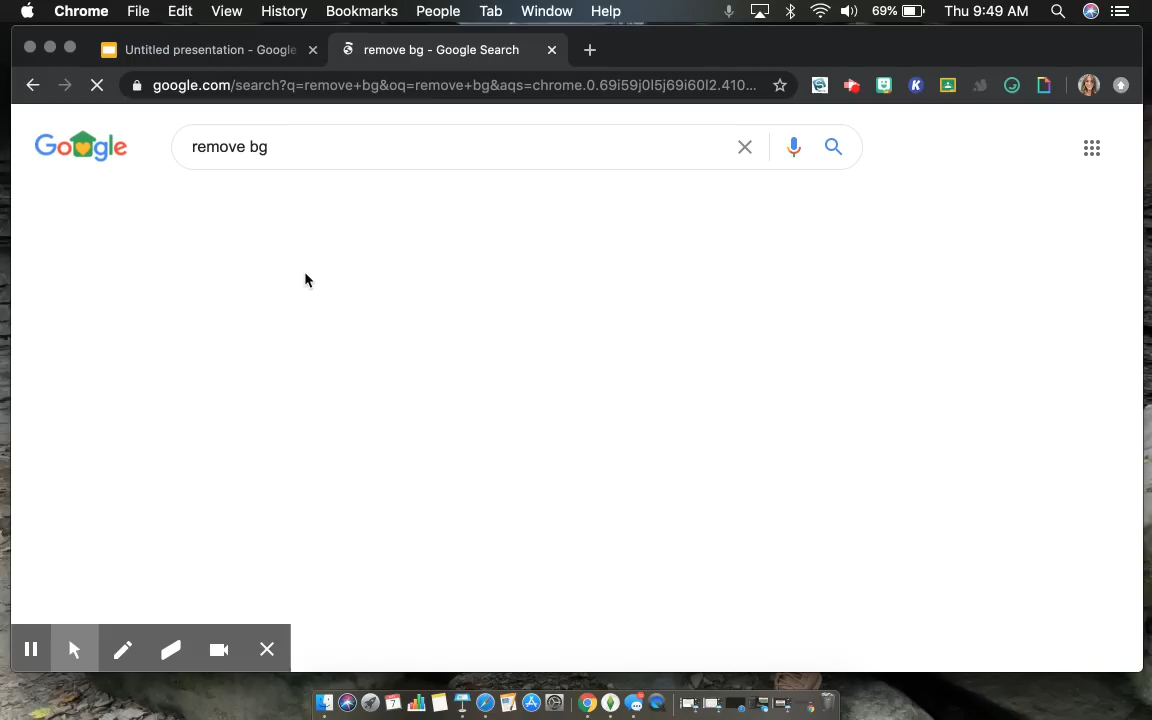 Chrome File Edit View History Bookmarks People Tab Window Help 69% Thu 9:49 AM
Untitled presentation - Google remove bg - Google Search
google.com/search?q=remove+bg&oq=remove+bg&aqs=chrome.0.69i59j0l5j69i60l2.410...
Google remove bg